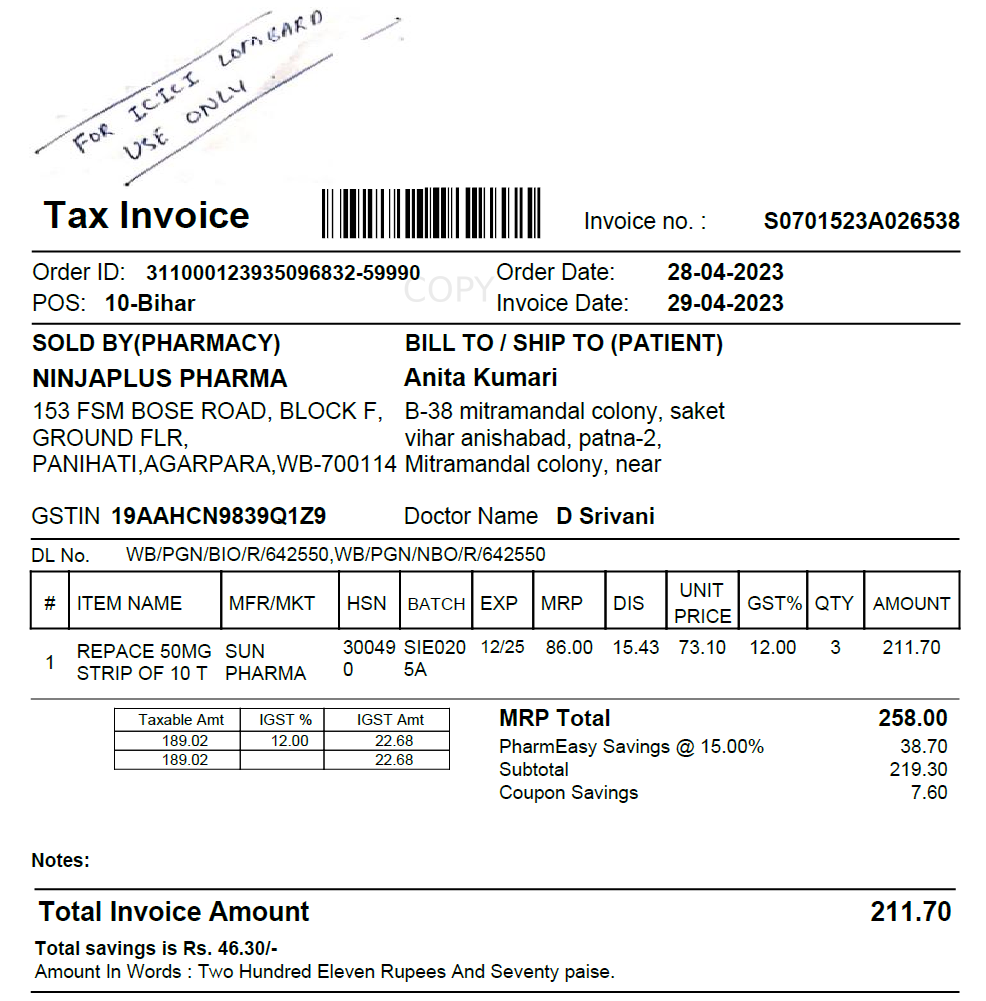 FOR ICICI LOMBARD
USE ONLY
Tax Invoice
Invoice no. : S0701523A026538
Order ID: 311000123935096832-59990
Order Date: 28-04-2023
COPY
POS: 10-Bihar
Invoice Date: 29-04-2023
SOLD BY(PHARMACY)
NINJAPLUS PHARMA
153 FSM BOSE ROAD, BLOCK F,
GROUND FLR,
PANIHATI,AGARPARA,WB-700114
BILL TO / SHIP TO (PATIENT)
Anita Kumari
B-38 mitramandal colony, saket
vihar anishabad, patna-2,
Mitramandal colony, near
GSTIN 19AAHCN9839Q1Z9
Doctor Name D Srivani
DL No. WB/PGN/BIO/R/642550,WB/PGN/NBO/R/642550
# ITEM NAME MFR/MKT HSN BATCH EXP MRP DIS UNIT PRICE GST% QTY AMOUNT
1 REPACE 50MG SUN 30049 SIE020 12/25 86.00 15.43 73.10 12.00 3 211.70
STRIP OF 10 T PHARMA 0 5A
Taxable Amt IGST % IGST Amt
189.02 12.00 22.68
189.02 22.68
MRP Total 258.00
PharmEasy Savings @ 15.00% 38.70
Subtotal 219.30
Coupon Savings 7.60
Notes:
Total Invoice Amount 211.70
Total savings is Rs. 46.30/-
Amount In Words : Two Hundred Eleven Rupees And Seventy paise.